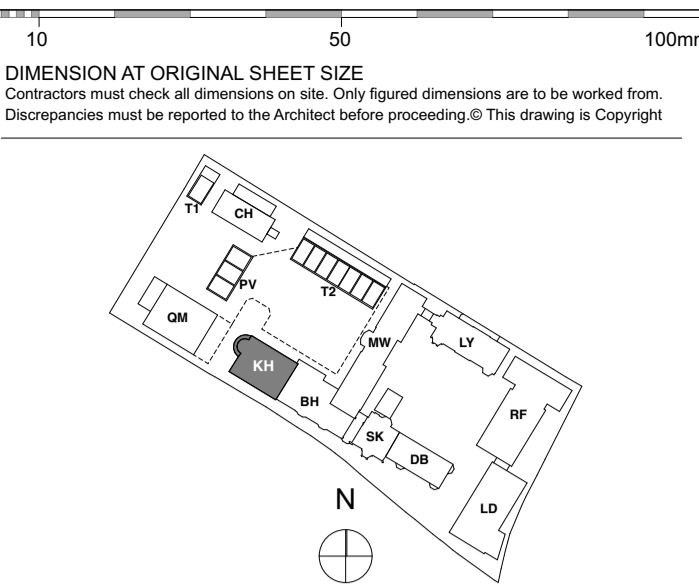 10 50 100mm
DIMENSION AT ORIGINAL SHEET SIZE
Contractors must check all dimensions on site. Only figured dimensions are to be worked from.
Discrepancies must be reported to the Architect before proceeding.© This drawing is Copyright
T1
CH
PV
T2
QM
MW
LY
KH
BH
RF
SK
DB
LD
N